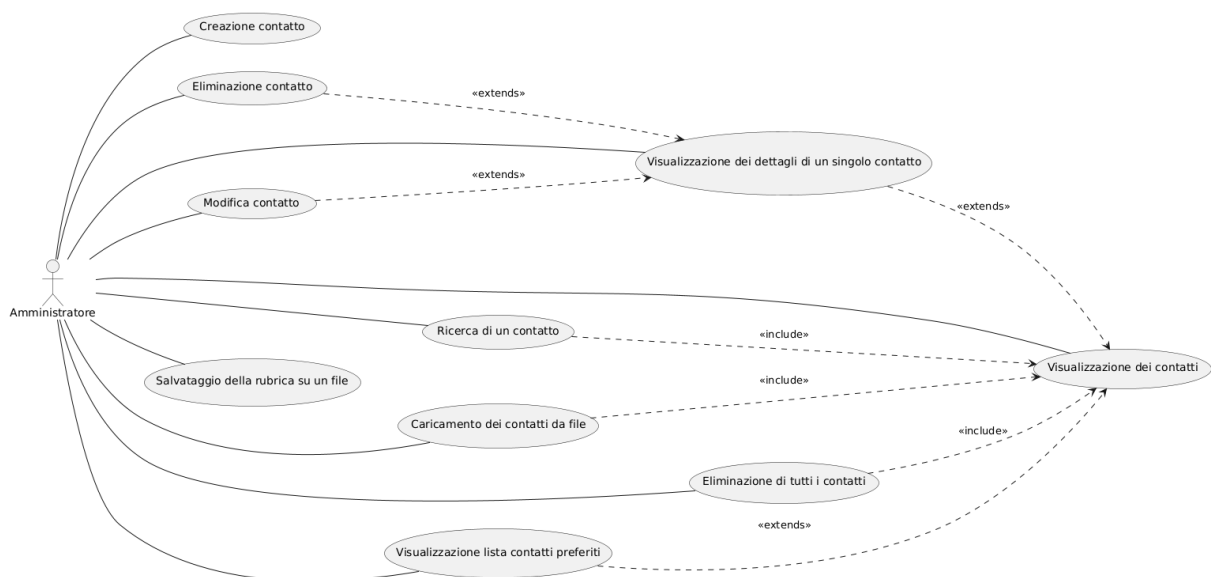 Creazione contatto
Eliminazione contatto
«extends»
Visualizzazione dei dettagli di un singolo contatto
«extends»
Modifica contatto
«extends»
Amministratore
Ricerca di un contatto
«include»
Visualizzazione dei contatti
Salvataggio della rubrica su un file
«include»
Caricamento dei contatti da file
«include»
Eliminazione di tutti i contatti
«extends»
Visualizzazione lista contatti preferiti